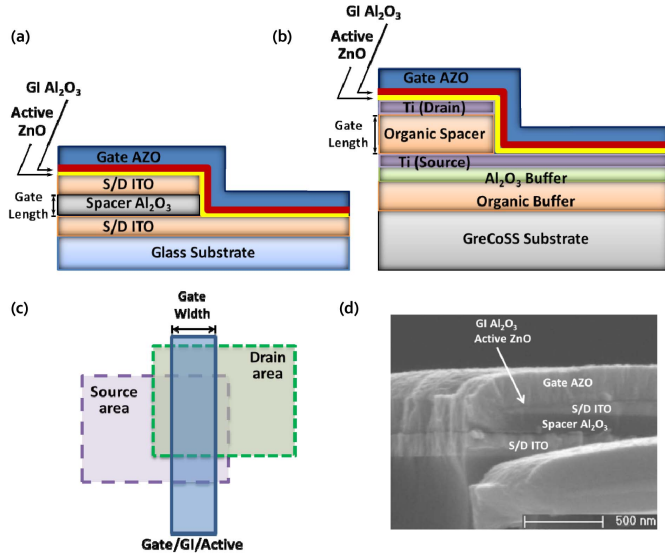 (a)
GI Al₂O₃
Active
ZnO
Gate AZO
S/D ITO
Gate
Length
Spacer Al₂O₃
S/D ITO
Glass Substrate
(b)
GI Al₂O₃
Active
ZnO
Gate AZO
Ti (Drain)
Gate
Length
Organic Spacer
Ti (Source)
Al₂O₃ Buffer
Organic Buffer
GreCoSS Substrate
(c)
Gate
Width
Drain
area
Source
area
Gate/GI/Active
(d)
GI Al₂O₃
Active ZnO
Gate AZO
S/D ITO
Spacer Al₂O₃
S/D ITO
500 nm